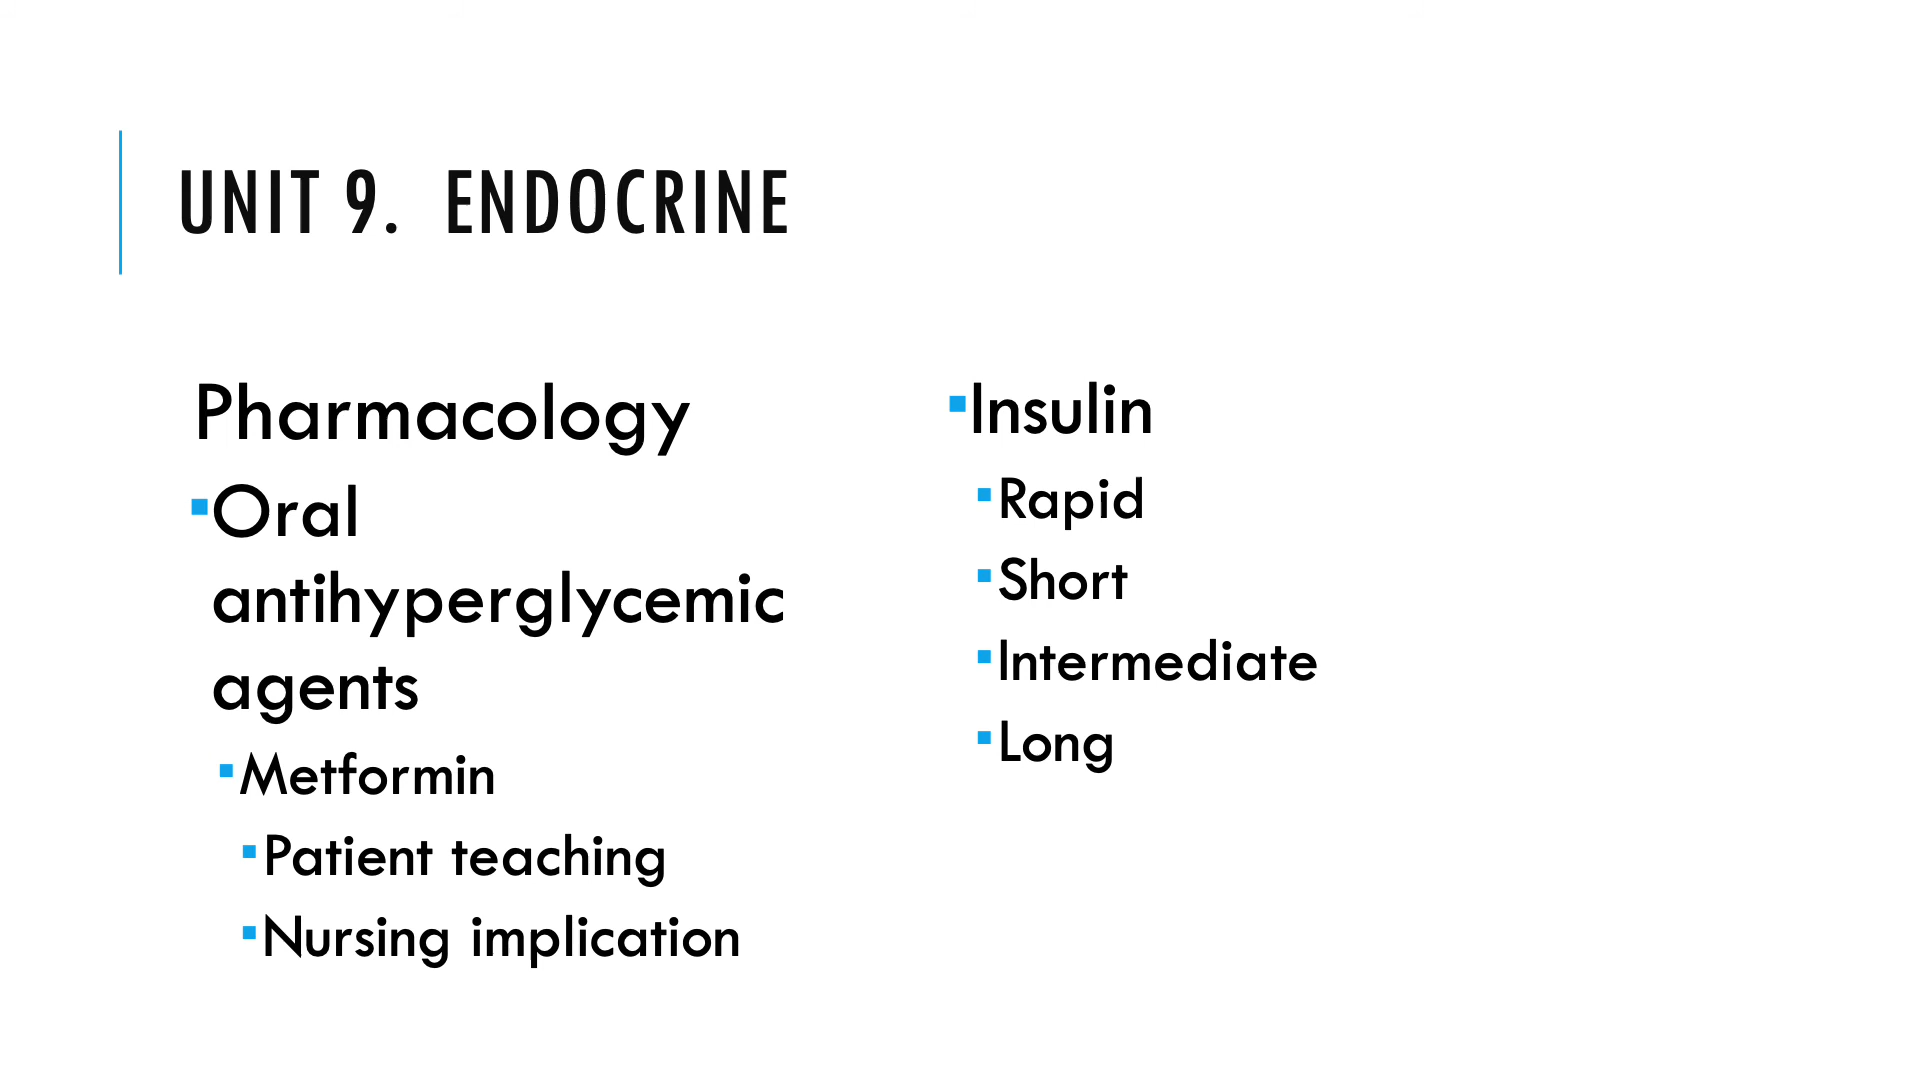 UNIT 9. ENDOCRINE
Pharmacology
▪Oral
antihyperglycemic
agents
▪Metformin
▪Patient teaching
▪Nursing implication
▪Insulin
▪Rapid
▪Short
▪Intermediate
▪Long